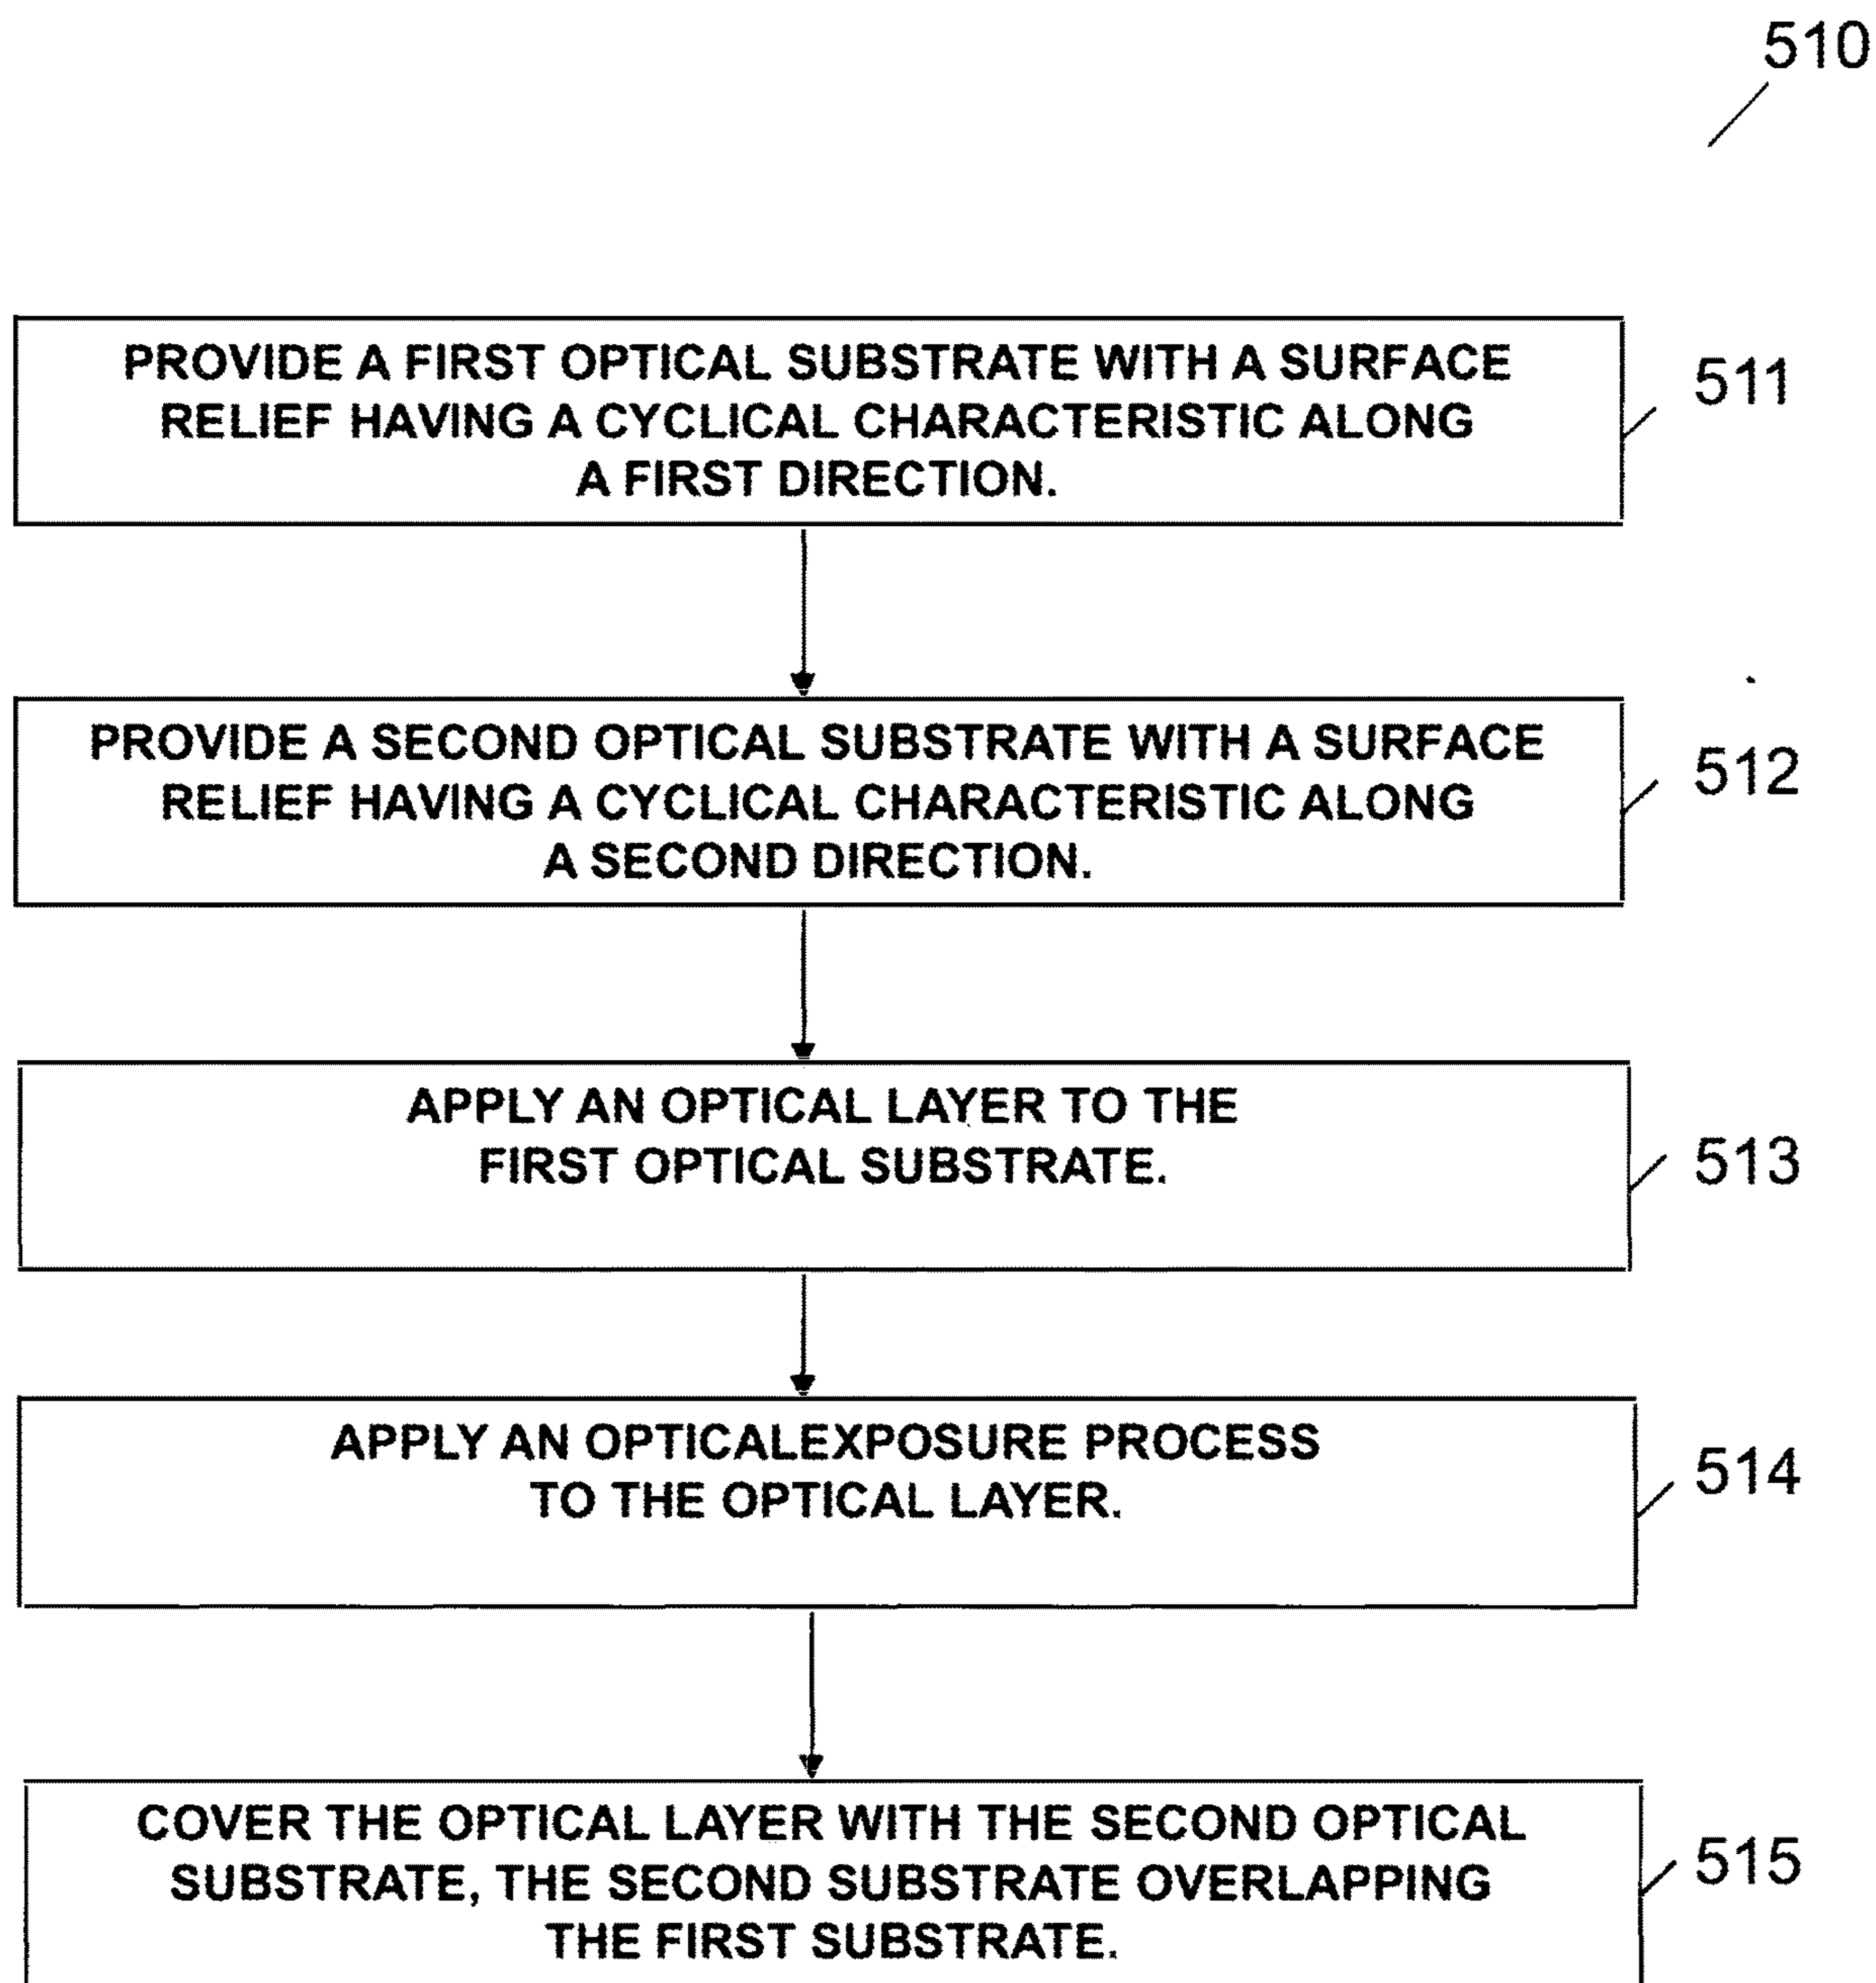 510
PROVIDE A FIRST OPTICAL SUBSTRATE WITH A SURFACE
RELIEF HAVING A CYCLICAL CHARACTERISTIC ALONG
A FIRST DIRECTION.
511
PROVIDE A SECOND OPTICAL SUBSTRATE WITH A SURFACE
RELIEF HAVING A CYCLICAL CHARACTERISTIC ALONG
A SECOND DIRECTION.
512
APPLY AN OPTICAL LAYER TO THE
FIRST OPTICAL SUBSTRATE.
513
APPLY AN OPTICALEXPOSURE PROCESS
TO THE OPTICAL LAYER.
514
COVER THE OPTICAL LAYER WITH THE SECOND OPTICAL
SUBSTRATE, THE SECOND SUBSTRATE OVERLAPPING
THE FIRST SUBSTRATE.
515